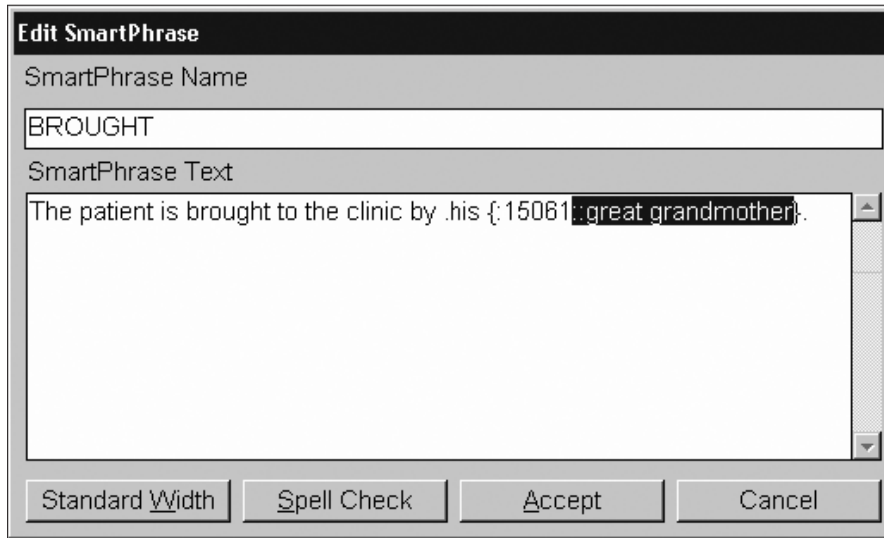 Edit SmartPhrase
SmartPhrase Name
BROUGHT
SmartPhrase Text
The patient is brought to the clinic by .his {:15061::great grandmother}.
Standard Width Spell Check Accept Cancel